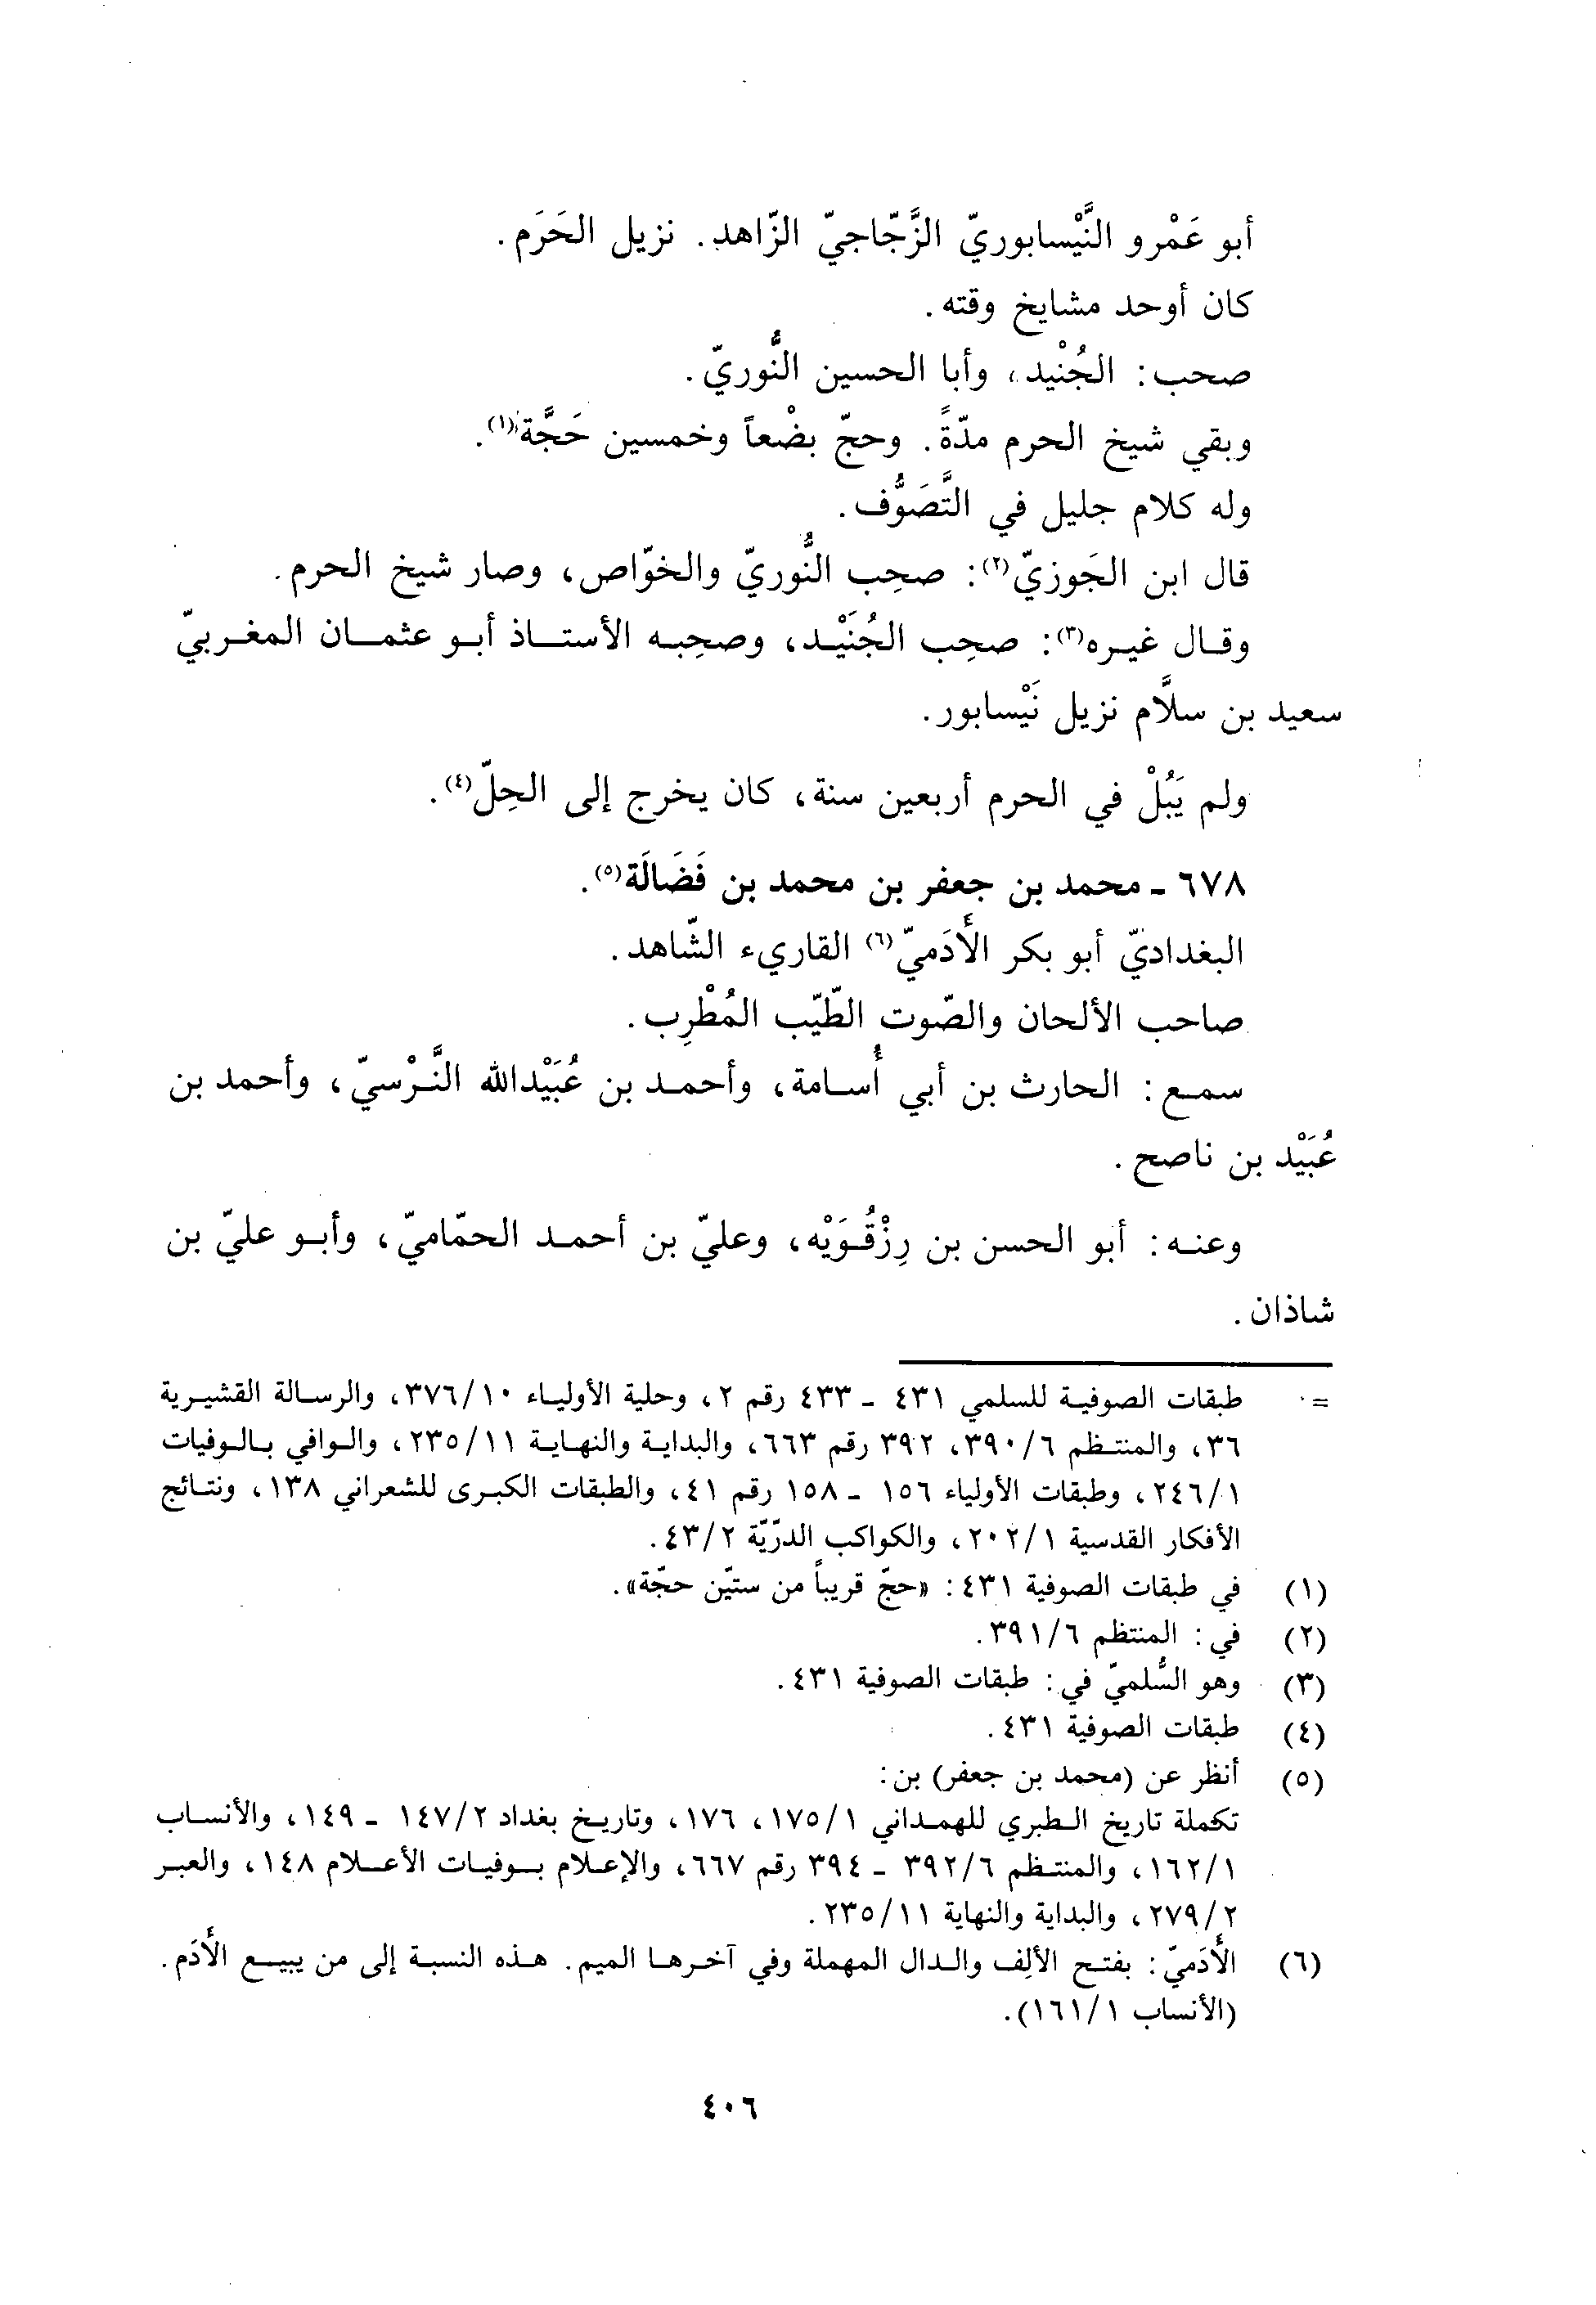 أبو عَمْرو النَّيْسابوريّ الزَّجّاجيّ الزّاهد. نزيل الحَرَم.
كان أوحد مشايخ وقته.
صحب: الجُنْيد، وأبا الحسين النُّوريّ.
وبقي شيخ الحرم مدّةً. وحجّ بضْعاً وخمسين حَجَّة(١).
وله كلام جليل في التَّصَوُّف.
قال ابن الجَوزيّ(٢): صحِب النُّوريّ والخوّاص، وصار شيخ الحرم.
وقال غيره(٣): صحِب الجُنَيْد، وصحِبه الأستاذ أبو عثمان المغربيّ
سعيد بن سلاَّم نزيل نَيْسابور.
ولم يَبُلْ في الحرم أربعين سنة، كان يخرج إلى الحِلّ(٤).
٦٧٨ - محمد بن جعفر بن محمد بن فَضَالَة(٥).
البغداديّ أبو بكر الأَدَميّ(٦) القاريء الشّاهد.
صاحب الألحان والصّوت الطّيّب المُطْرِب.
سمع: الحارث بن أبي أُسامة، وأحمد بن عُبَيْدالله النَّرْسيّ، وأحمد بن
عُبَيْد بن ناصح.
وعنه: أبو الحسن بن رِزْقُوَيْه، وعليّ بن أحمد الحمّاميّ، وأبو عليّ بن
شاذان.
= طبقات الصوفية للسلمي ٤٣١ - ٤٣٣ رقم ٢، وحلية الأولياء ٣٧٦/١٠، والرسالة القشيرية
٣٦، والمنتظم ٣٩٠/٦، ٣٩٢ رقم ٦٦٣، والبداية والنهاية ٢٣٥/١١، والوافي بالوفيات
٢٤٦/١، وطبقات الأولياء ١٥٦ - ١٥٨ رقم ٤١، والطبقات الكبرى للشعراني ١٣٨، ونتائج
الأفكار القدسية ٢٠٢/١، والكواكب الدرّيّة ٤٣/٢.
(١) في طبقات الصوفية ٤٣١: «حجّ قريباً من ستيّن حجّة».
(٢) في: المنتظم ٣٩١/٦.
(٣) وهو السُّلميّ في: طبقات الصوفية ٤٣١.
(٤) طبقات الصوفية ٤٣١.
(٥) أنظر عن (محمد بن جعفر) بن:
تكملة تاريخ الطبري للهمداني ١٧٥/١، ١٧٦، وتاريخ بغداد ١٤٧/٢ - ١٤٩، والأنساب
١٦٢/١، والمنتظم ٣٩٢/٦ - ٣٩٤ رقم ٦٦٧، والإعلام بوفيات الأعلام ١٤٨، والعبر
٢٧٩/٢، والبداية والنهاية ٢٣٥/١١.
(٦) الأَدَميّ: بفتح الألِف والدال المهملة وفي آخرها الميم. هذه النسبة إلى من يبيع الأَدَم.
(الأنساب ١٦١/١).
٤٠٦